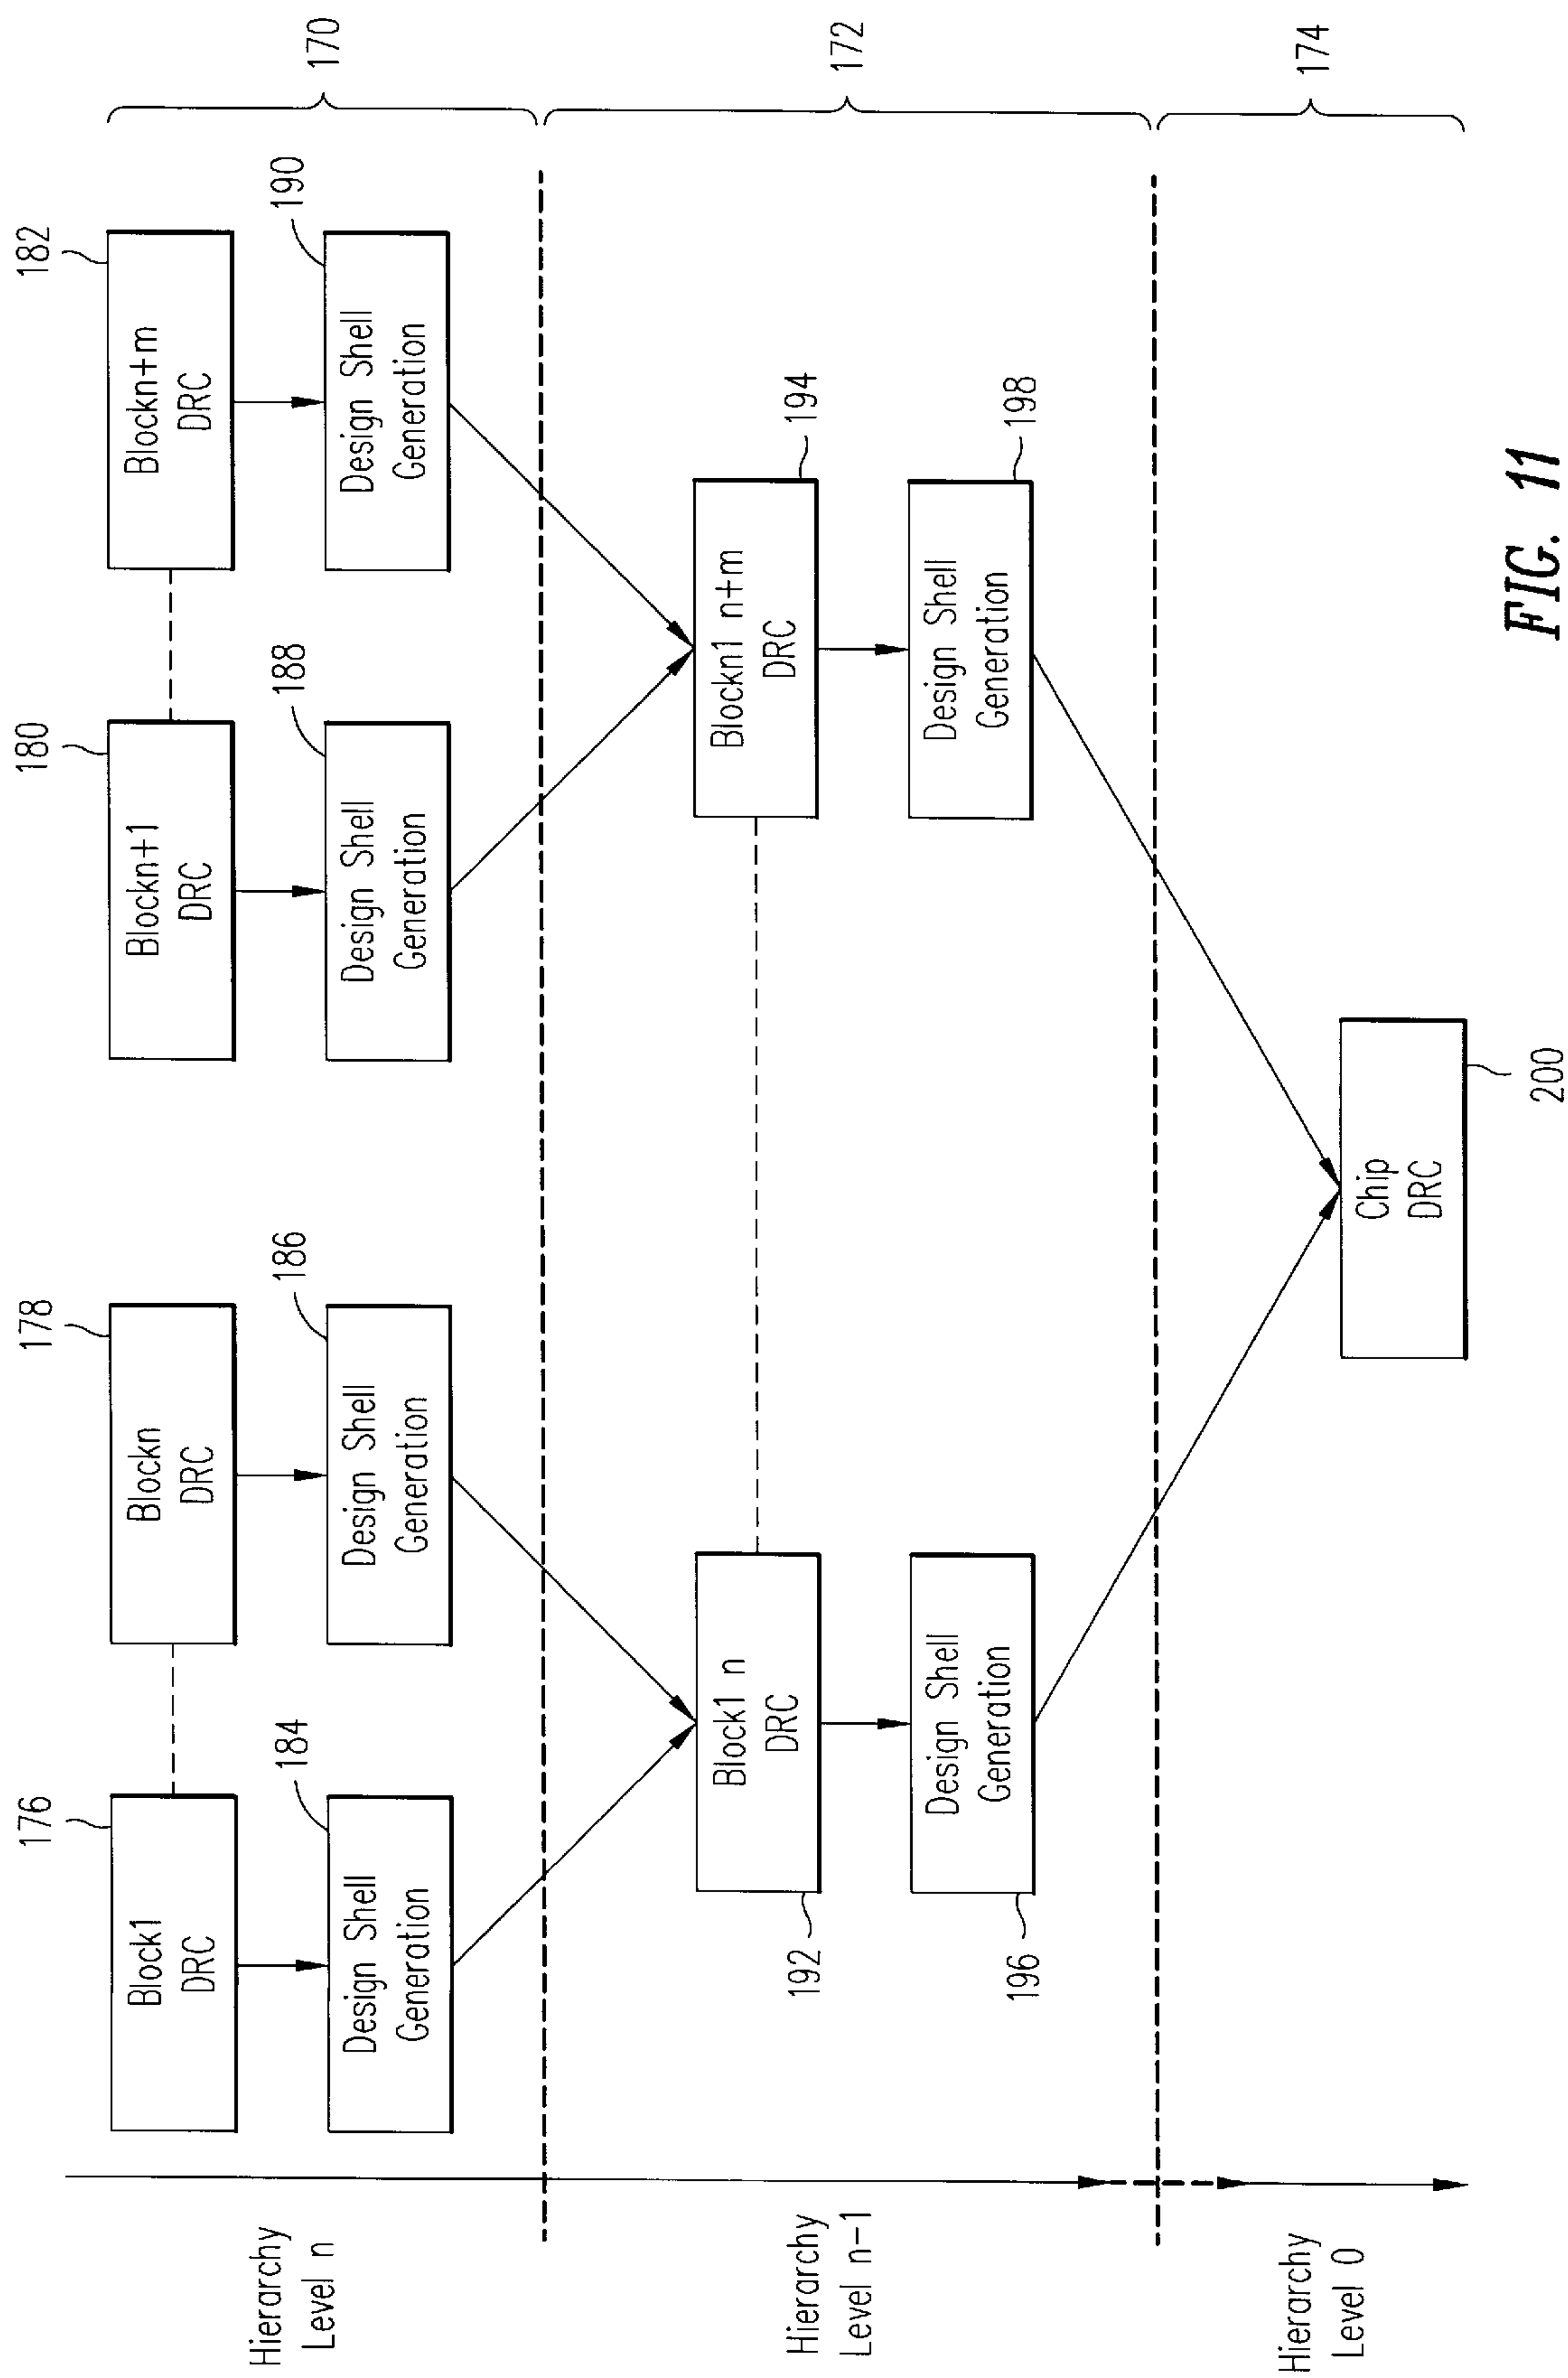 176
178
180
182
Block1
DRC
Blockn
DRC
Blockn+1
DRC
Blockn+m
DRC
170
Hierarchy
Level n
184
186
188
190
Design Shell
Generation
Design Shell
Generation
Design Shell
Generation
Design Shell
Generation
Hierarchy
Level n-1
Block1 n
DRC
192
Blockn1 n+m
DRC
194
172
Design Shell
Generation
196
Design Shell
Generation
198
Hierarchy
Level 0
Chip
DRC
200
174
FIG. 11